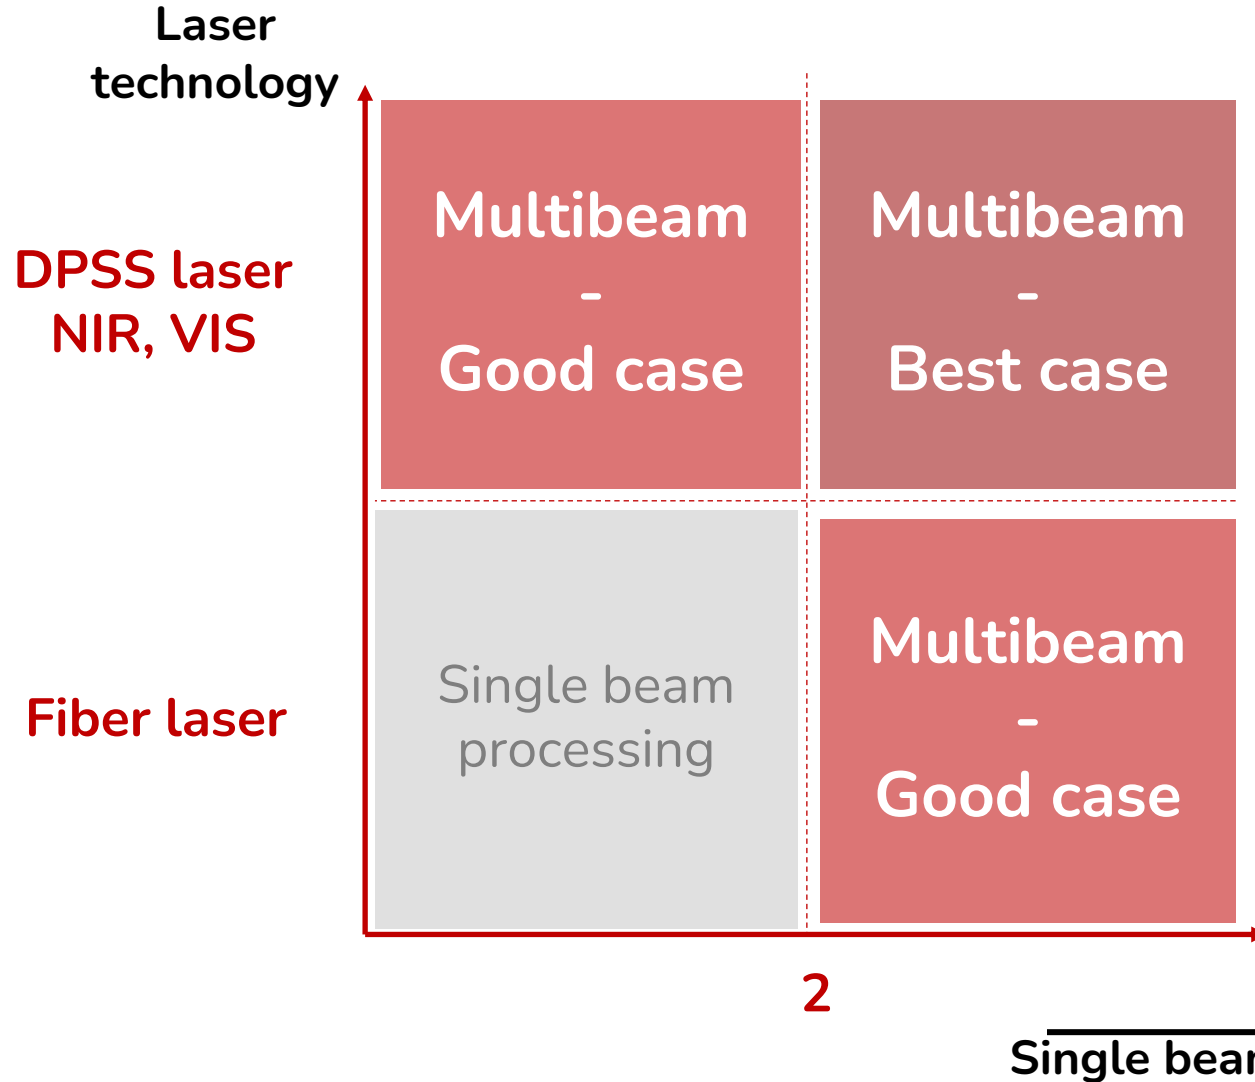 Laser
technology
Multibeam
-
Good case
Multibeam
-
Best case
DPSS laser
NIR, VIS
Single beam
processing
Multibeam
-
Good case
Fiber laser
2
Single